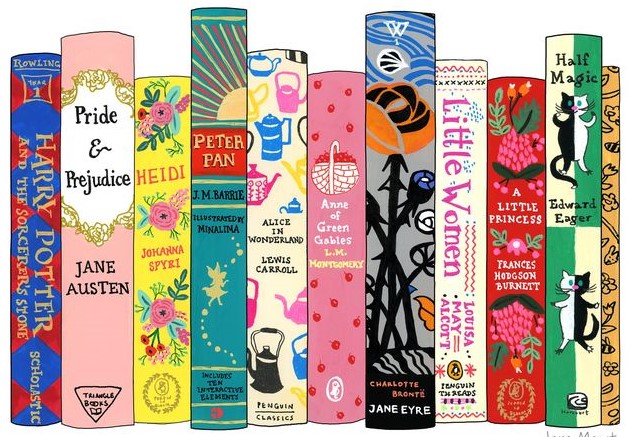 ROWLING
YEAR
1
HARRY POTTER
AND THE SORCERER'S STONE
SCHOLASTIC
Pride
&
Prejudice
JANE
AUSTEN
TRIANGLE
BOOKS
HEIDI
JOHANNA
SPYRI
PETER
PAN
J.M. BARRIE
ILLUSTRATED BY
MINALIMA
INCLUDES
TEN
INTERACTIVE
ELEMENTS
ALICE
IN
WONDERLAND
LEWIS
CARROLL
PENGUIN
CLASSICS
Anne
of
Green
Gables
L.M.
MONTGOMERY
W
CHARLOTTE
BRONTË
JANE EYRE
Little Women
LOUISA
MAY
ALCOTT
PENGUIN
THREADS
A
LITTLE
PRINCESS
FRANCES
HODGSON
BURNETT
Half
Magic
Edward
Eager
Harcourt